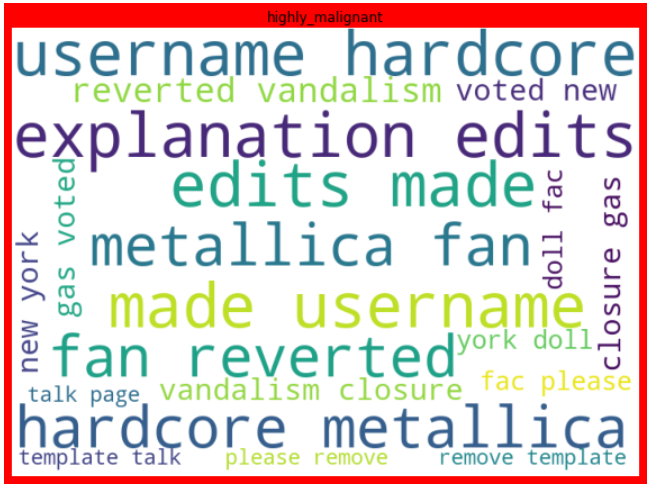 highly_malignant
username hardcore
reverted vandalism
voted new
explanation edits
edits made
gas voted
doll fac
closure gas
metallica fan
new york
made username
fan reverted
york doll
fac please
talk page
vandalism closure
hardcore metallica
template talk
please remove
remove template